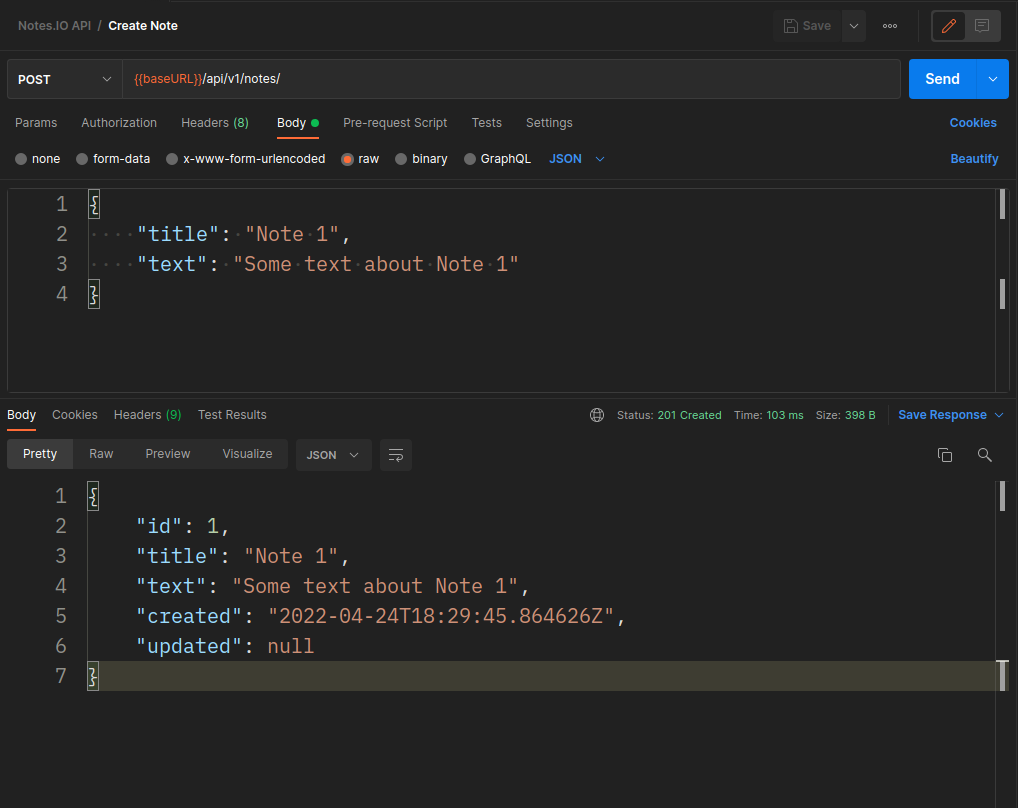 Notes.IO API / Create Note Save
POST {{baseURL}}/api/v1/notes/ Send
Params Authorization Headers (8) Body Pre-request Script Tests Settings Cookies
none form-data x-www-form-urlencoded raw binary GraphQL JSON Beautify
1 {
2 "title": "Note 1",
3 "text": "Some text about Note 1"
4 }
Body Cookies Headers (9) Test Results Status: 201 Created Time: 103 ms Size: 398 B Save Response
Pretty Raw Preview Visualize JSON
1 {
2 "id": 1,
3 "title": "Note 1",
4 "text": "Some text about Note 1",
5 "created": "2022-04-24T18:29:45.864626Z",
6 "updated": null
7 }